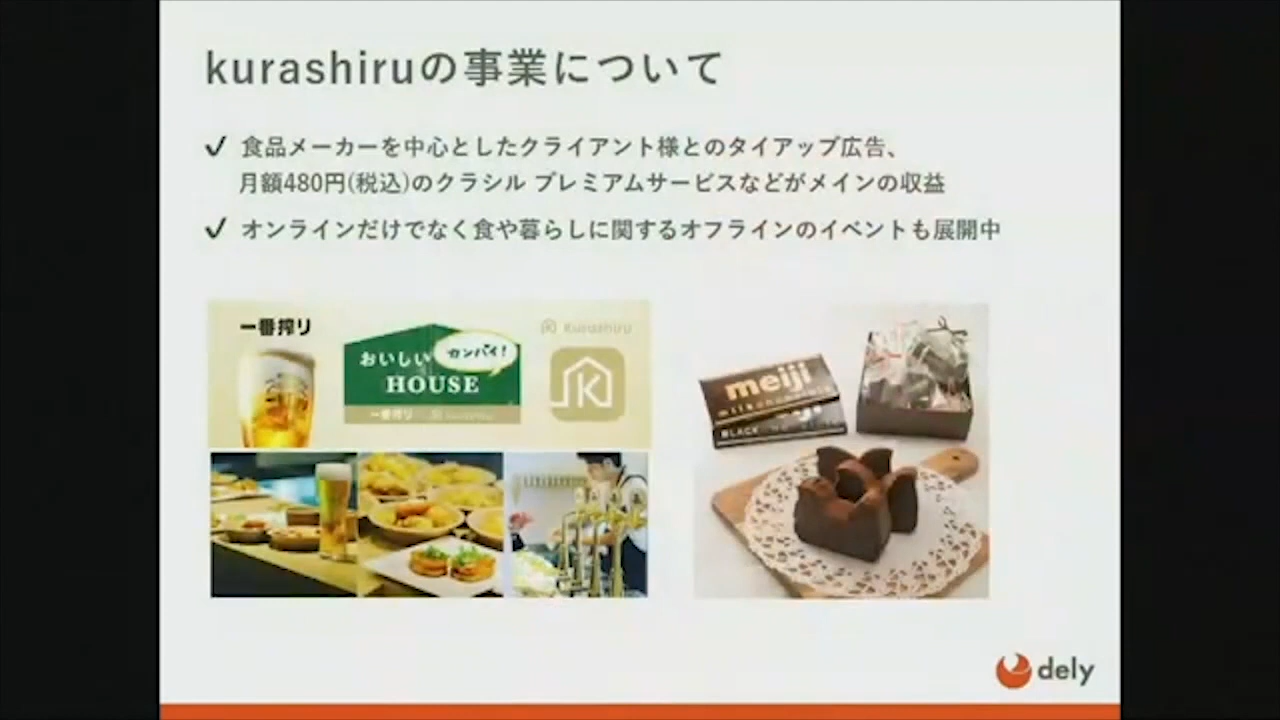 kurashiruの事業について
✓ 食品メーカーを中心としたクライアント様とのタイアップ広告、
月額480円(税込)のクラシル プレミアムサービスなどがメインの収益
✓ オンラインだけでなく食や暮らしに関するオフラインのイベントも展開中
一番搾り
おいしい
カンパイ!
HOUSE
一番搾り
Kurashiru
K
meiji
milk chocolate
BLACK
dely